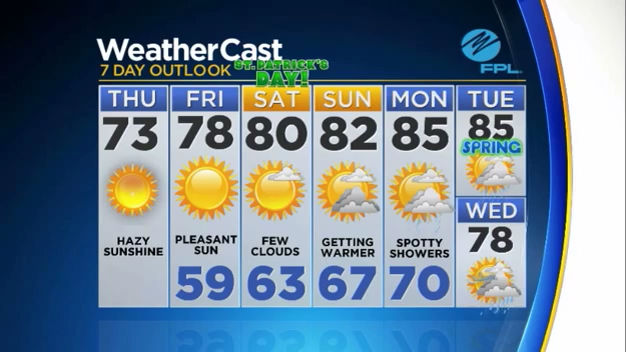 WeatherCast
7 DAY OUTLOOK
ST. PATRICK'S
DAY!
FPL.
THU
73
HAZY
SUNSHINE
FRI
78
PLEASANT
SUN
59
SAT
80
FEW
CLOUDS
63
SUN
82
GETTING
WARMER
67
MON
85
SPOTTY
SHOWERS
70
TUE
85
SPRING
WED
78